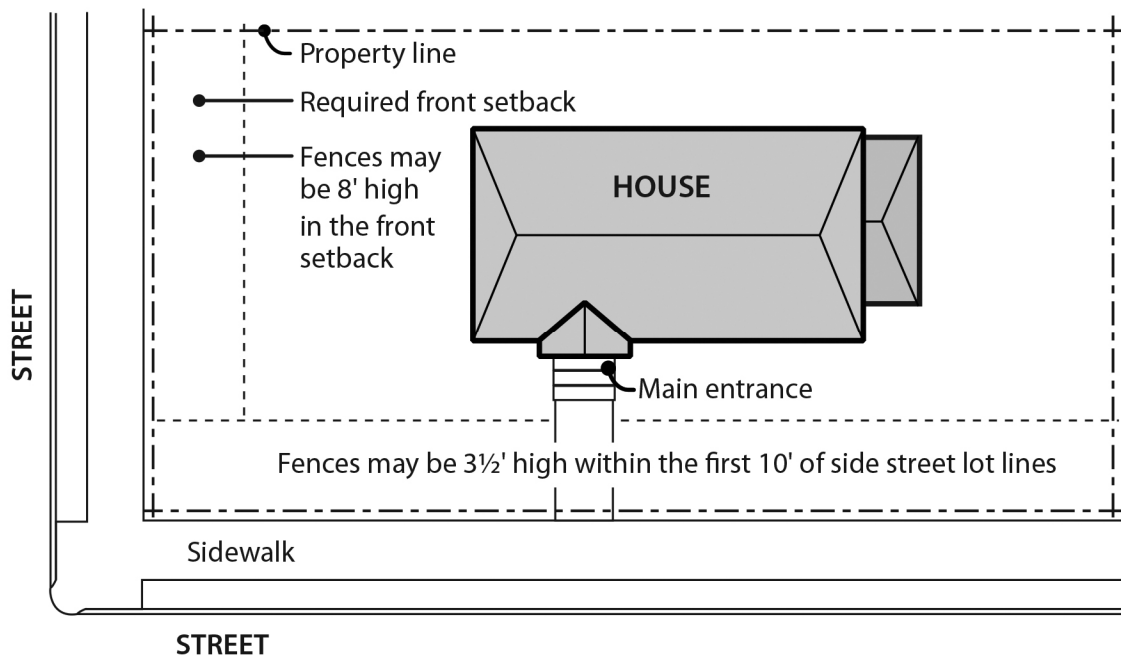 Property line
Required front setback
Fences may
be 8' high
in the front
setback
HOUSE
STREET
Main entrance
Fences may be 3½' high within the first 10' of side street lot lines
Sidewalk
STREET